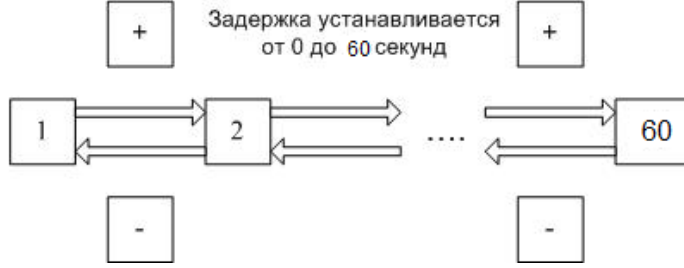 + Задержка устанавливается +
от 0 до 60 секунд
1 2 .... 60
- -